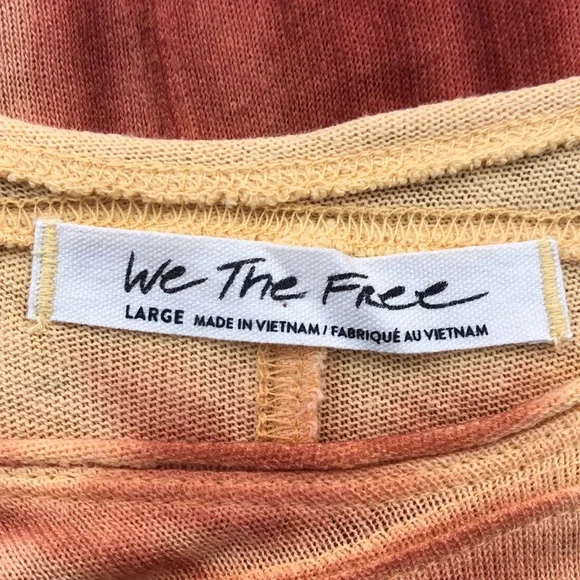 We The Free
LARGE MADE IN VIETNAM / FABRIQUÉ AU VIETNAM